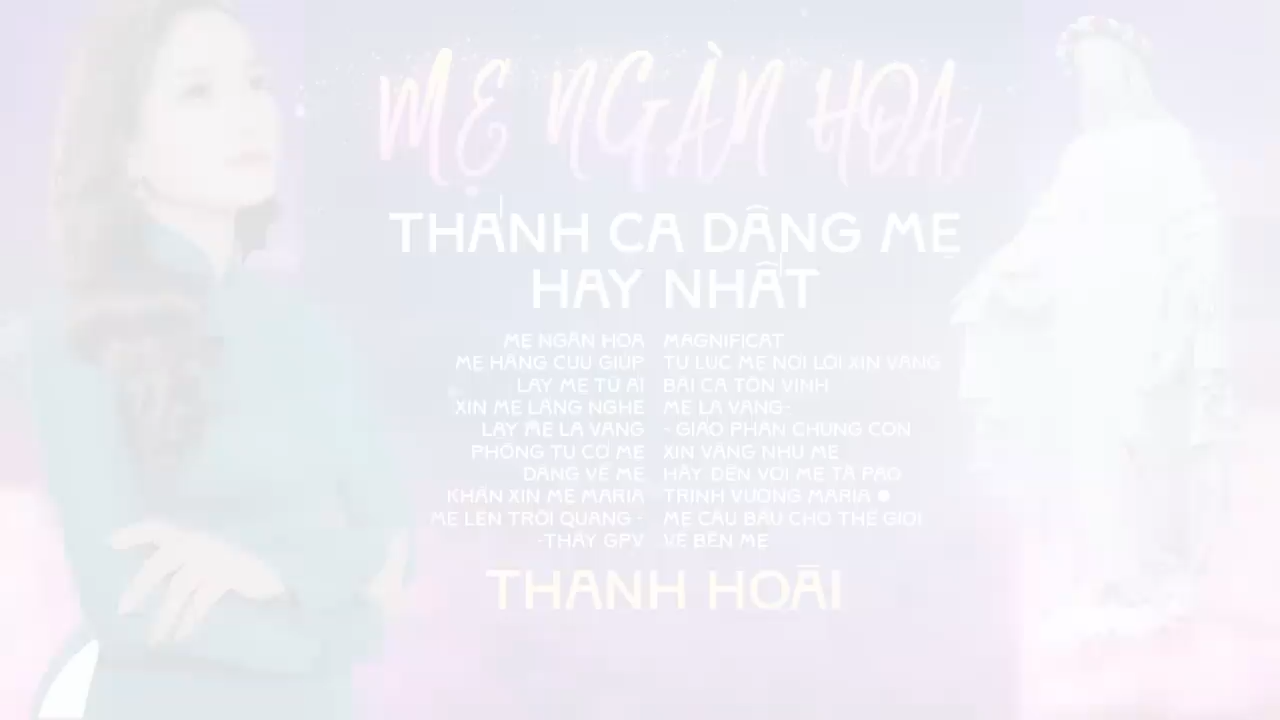 MẸ NGÀN HOA
THÁNH CA DÂNG MẸ
HAY NHẤT
MẸ NGÀN HOA
MẸ HẰNG CỨU GIÚP
LẠY MẸ TỪ ÁI
XIN MẸ LẮNG NGHE
LẠY MẸ LA VANG
PHÓNG TỰ CƠ MẸ
DÂNG VỀ MẸ
KHẤN XIN MẸ MARIA
MẸ LÊN TRỜI QUANG -
-THẦY GPV
MAGNIFICAT
TỪ LÚC MẸ NÓI LỜI XIN VÂNG
BÀI CA TÔN VINH
MẸ LA VANG-
- GIÁO PHẬN CHÚNG CON
XIN VÂNG NHƯ MẸ
HÃY ĐẾN VỚI MẸ TÀ PAO
TRINH VƯƠNG MARIA
MẸ CẦU BẦU CHO THẾ GIỚI
VỀ BÊN MẸ
THANH HOÀI